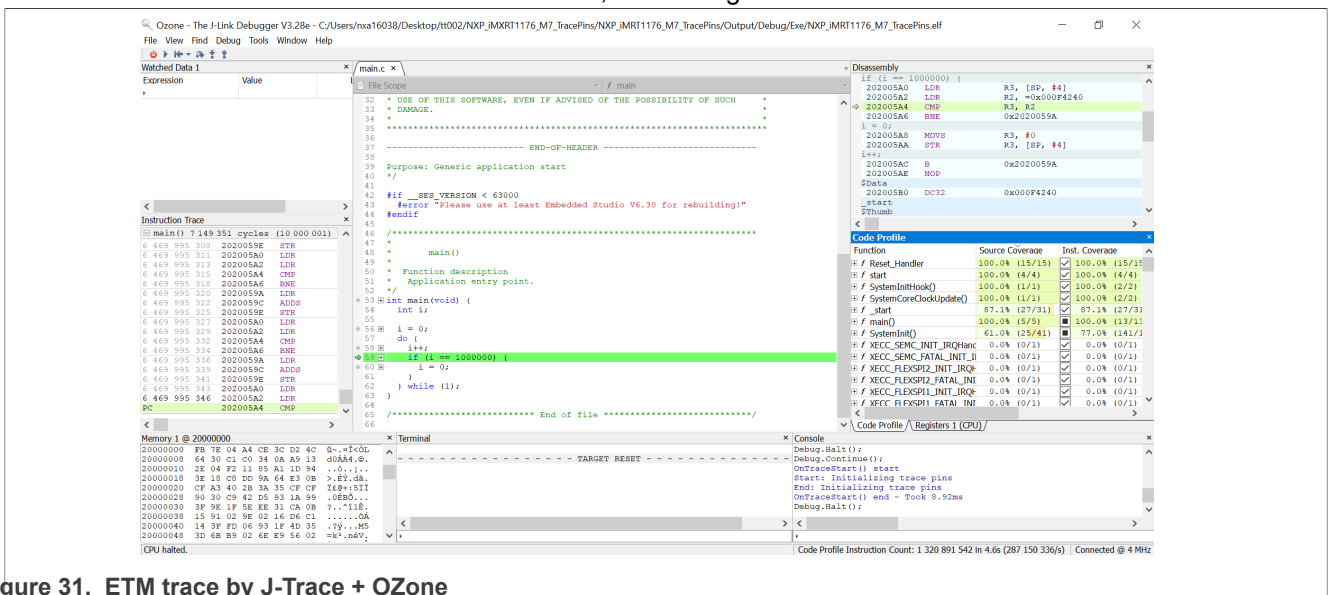 Ozone - The J-Link Debugger V3.28e - C:/Users/nxa16038/Desktop/tt002/NXP_iMXRT1176_M7_TracePins/NXP_iMRT1176_M7_TracePins/Output/Debug/Exe/NXP_iMRT1176_M7_TracePins.elf
File View Find Debug Tools Window Help
Watched Data 1
Expression Value
Instruction Trace
main() 7 149 351 cycles (10 000 001)
6 469 995 308 2020059E STR
6 469 995 311 202005A0 LDR
6 469 995 313 202005A2 LDR
6 469 995 315 202005A4 CMP
6 469 995 318 202005A6 BNE
6 469 995 320 2020059A LDR
6 469 995 322 2020059C ADDS
6 469 995 325 2020059E STR
6 469 995 327 202005A0 LDR
6 469 995 329 202005A2 LDR
6 469 995 332 202005A4 CMP
6 469 995 334 202005A6 BNE
6 469 995 336 2020059A LDR
6 469 995 339 2020059C ADDS
6 469 995 341 2020059E STR
6 469 995 343 202005A0 LDR
6 469 995 346 202005A2 LDR
PC 202005A4 CMP
main.c
File Scope f main
32 * USE OF THIS SOFTWARE, EVEN IF ADVISED OF THE POSSIBILITY OF SUCH *
33 * DAMAGE. *
34 * *
35 *************************************************************************
36
37 -------------------------- END-OF-HEADER -----------------------------
38
39 Purpose: Generic application start
40 */
41
42 #if __SES_VERSION < 63000
43 #error "Please use at least Embedded Studio V6.30 for rebuilding!"
44 #endif
45
46 /***********************************************************************
47 *
48 * main()
49 *
50 * Function description
51 * Application entry point.
52 */
53 int main(void) {
54 int i;
55
56 i = 0;
57 do {
58 i++;
59 if (i == 1000000) {
60 i = 0;
61 }
62 } while (1);
63 }
64
65 /*************************** End of file ****************************/
66
Disassembly
if (i == 1000000) {
202005A0 LDR R3, [SP, #4]
202005A2 LDR R2, =0x000F4240
202005A4 CMP R3, R2
202005A6 BNE 0x2020059A
i = 0;
202005A8 MOVS R3, #0
202005AA STR R3, [SP, #4]
i++;
202005AC B 0x2020059A
202005AE NOP
$Data
202005B0 DC32 0x000F4240
_start
$Thumb
Code Profile
Function Source Coverage Inst. Coverage
f Reset_Handler 100.0% (15/15) 100.0% (15/15
f start 100.0% (4/4) 100.0% (4/4)
f SystemInitHook() 100.0% (1/1) 100.0% (2/2)
f SystemCoreClockUpdate() 100.0% (1/1) 100.0% (2/2)
f _start 87.1% (27/31) 87.1% (27/31
f main() 100.0% (5/5) 100.0% (13/13
f SystemInit() 61.0% (25/41) 77.0% (141/1
f XECC_SEMC_INIT_IRQHanc 0.0% (0/1) 0.0% (0/1)
f XECC_SEMC_FATAL_INIT_I 0.0% (0/1) 0.0% (0/1)
f XECC_FLEXSPI2_INIT_IRQH 0.0% (0/1) 0.0% (0/1)
f XECC_FLEXSPI2_FATAL_INI 0.0% (0/1) 0.0% (0/1)
f XECC_FLEXSPI1_INIT_IRQH 0.0% (0/1) 0.0% (0/1)
f XECC_FLEXSPI1_FATAL_INI 0.0% (0/1) 0.0% (0/1)
Code Profile Registers 1 (CPU)
Memory 1 @ 20000000
20000000 FB 7E 04 A4 CE 3C D2 4C
20000008 64 30 C1 C0 34 0A A9 13
20000010 2E 04 F2 11 85 A1 1D 94
20000018 3E 18 C8 DD 9A 64 E3 0B
20000020 CF A3 40 2B 3A 35 CF CF
20000028 90 30 C9 42 D5 93 1A 99
20000030 3F 9E 1F 5E EE 31 CA 0B
20000038 15 91 02 9E 02 16 D6 C1
20000040 14 3F FD 06 93 1F 4D 35
20000048 3D 6B B9 02 6E E9 56 02
Terminal
- - - - - - - - - - - - - - - - - TARGET RESET - - - - - - - - - - - - - -
Console
Debug.Halt();
Debug.Continue();
OnTraceStart() start
Start: Initializing trace pins
End: Initializing trace pins
OnTraceStart() end - Took 8.92ms
Debug.Halt();
CPU halted.
Code Profile Instruction Count: 1 320 891 542 in 4.6s (287 150 336/s) Connected @ 4 MHz
gure 31. ETM trace by J-Trace + OZone